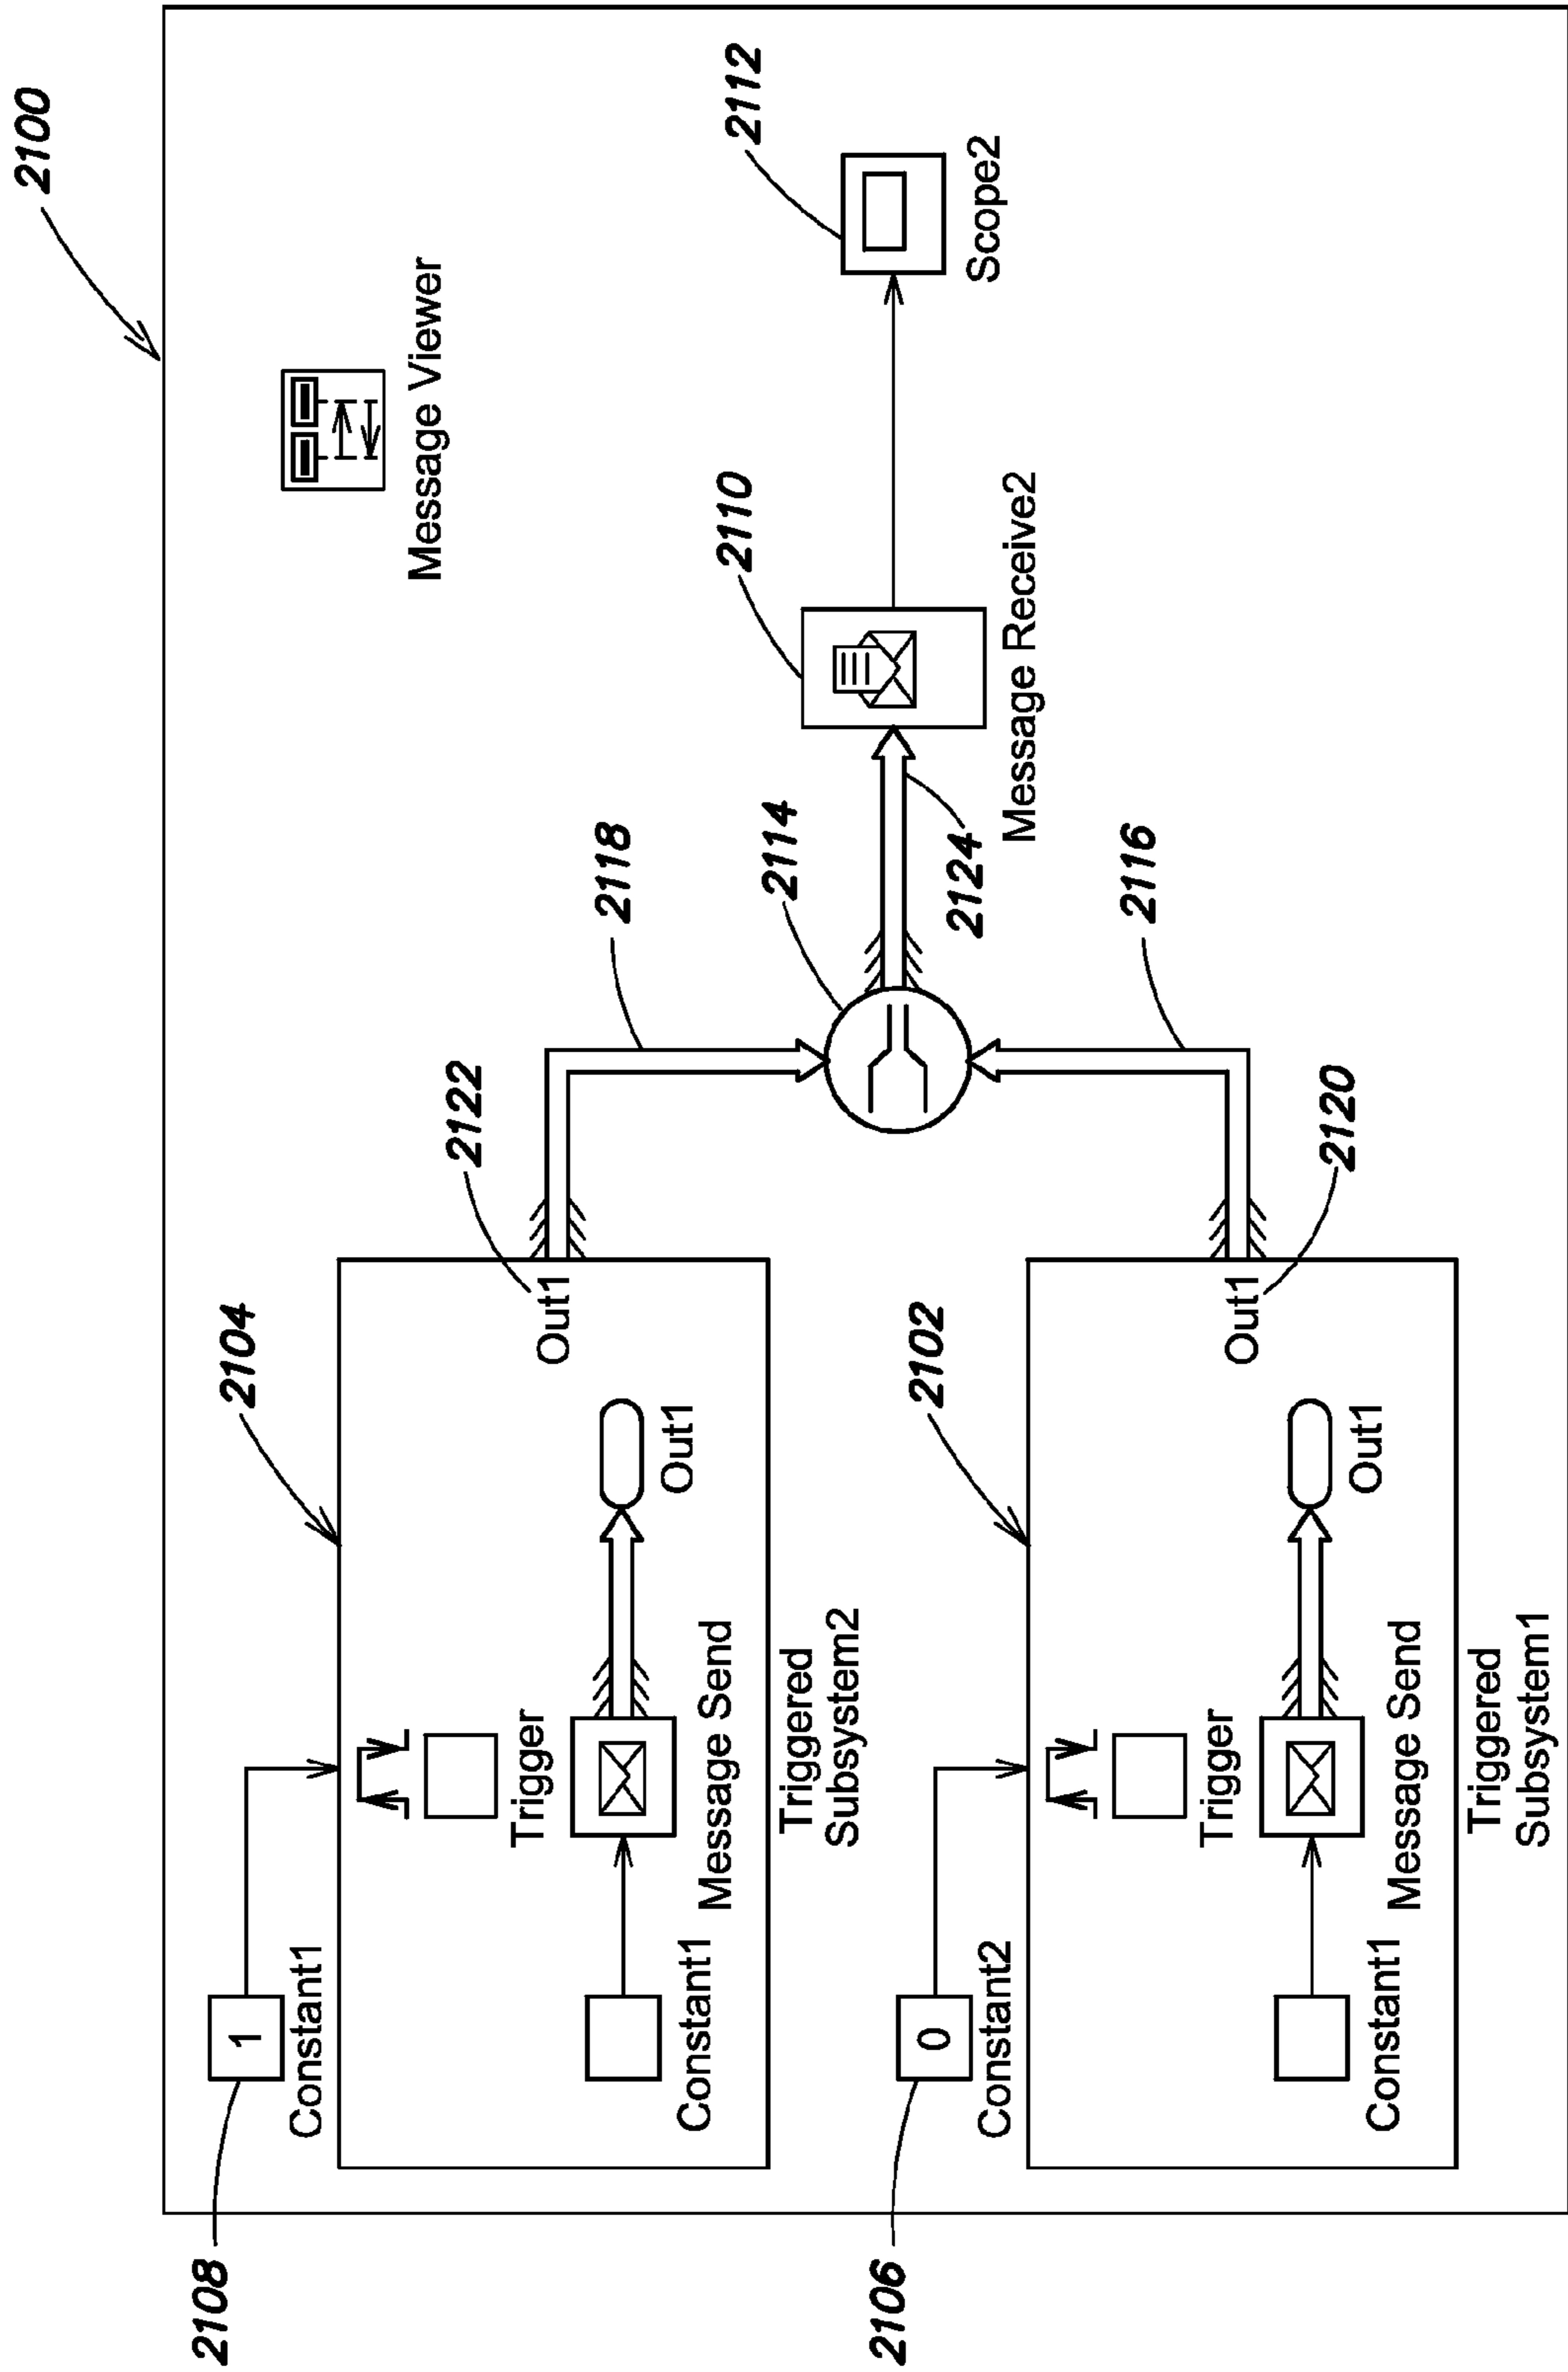 2100
Message Viewer
2108
1
Constant1
2104
Trigger
Constant1
Message Send
Out1
Out1
2122
Triggered
Subsystem2
2118
2114
2124
2110
Message Receive2
2112
Scope2
2106
0
Constant2
2102
Trigger
Constant1
Message Send
Out1
Out1
2120
2116
Triggered
Subsystem1